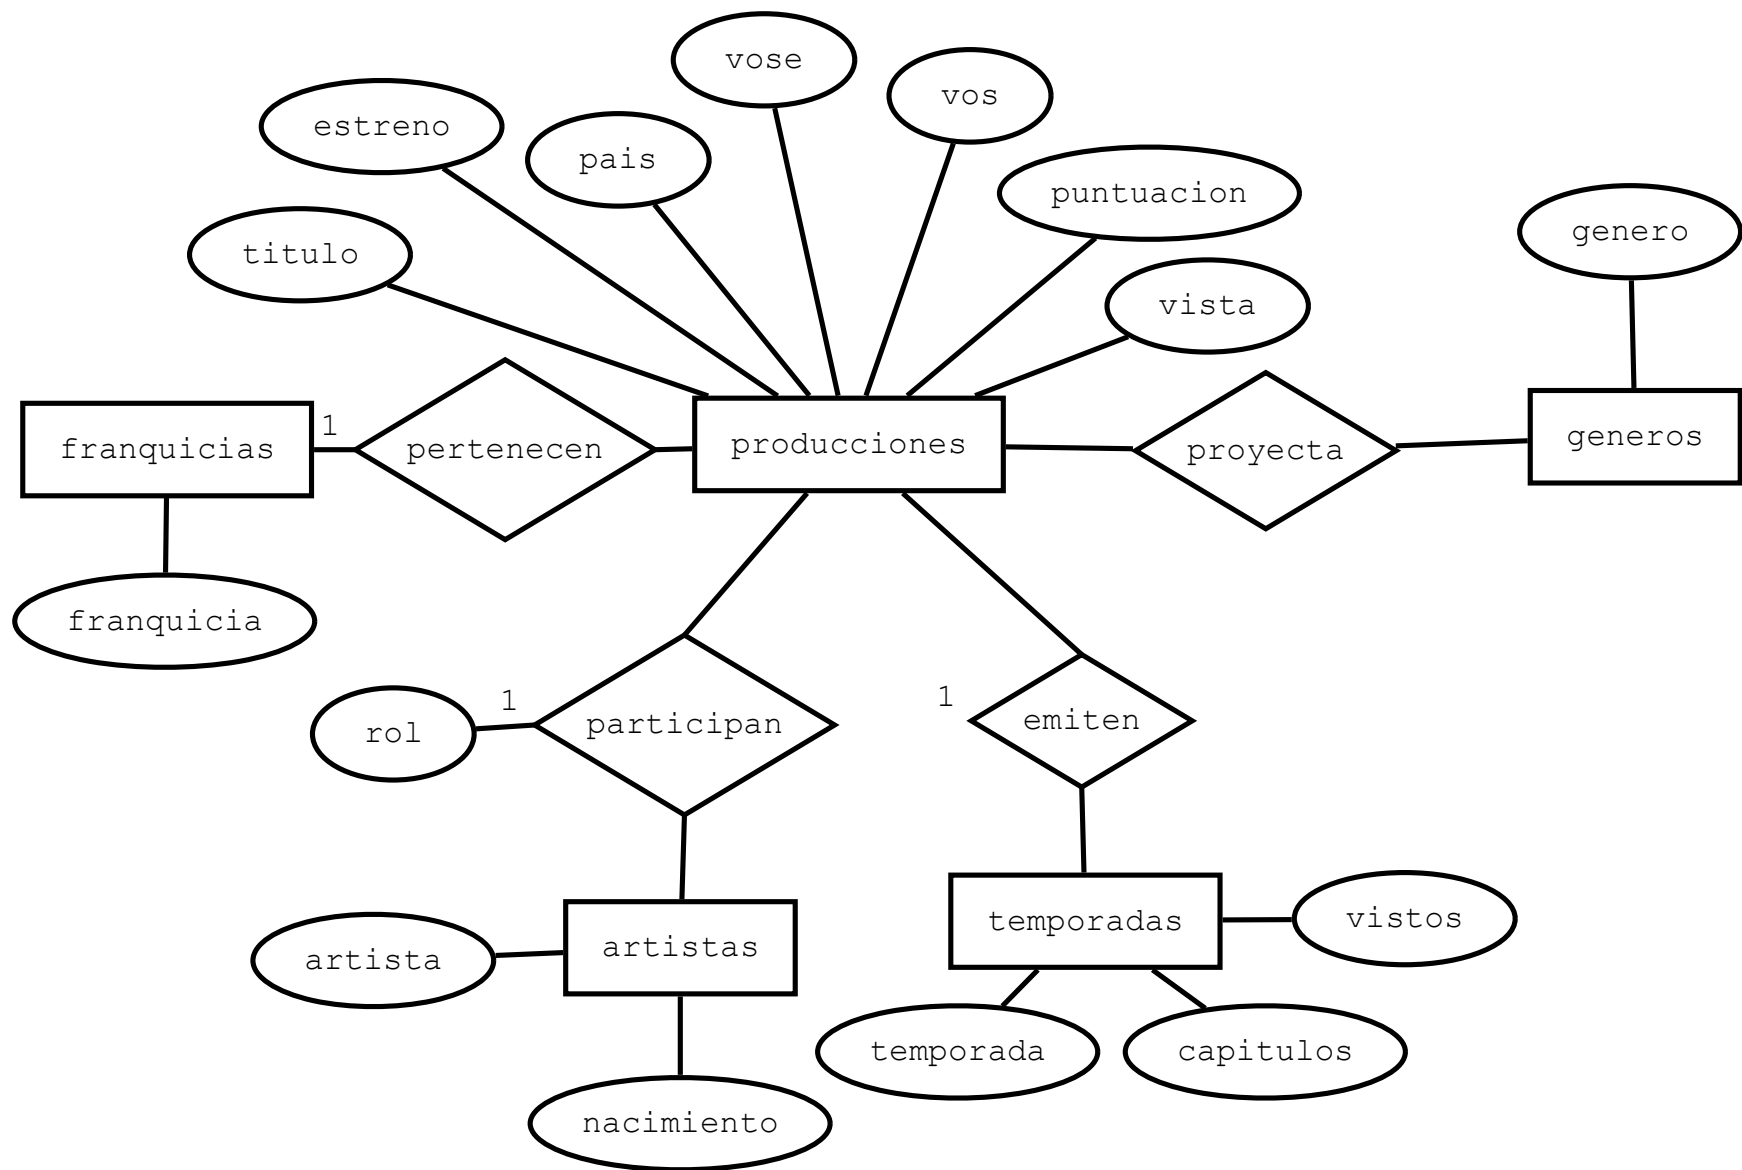 vose
vos
estreno
pais
puntuacion
genero
titulo
vista
1
franquicias
pertenecen
producciones
proyecta
generos
franquicia
1
1
rol
participan
emiten
temporadas
vistos
artista
artistas
temporada
capitulos
nacimiento